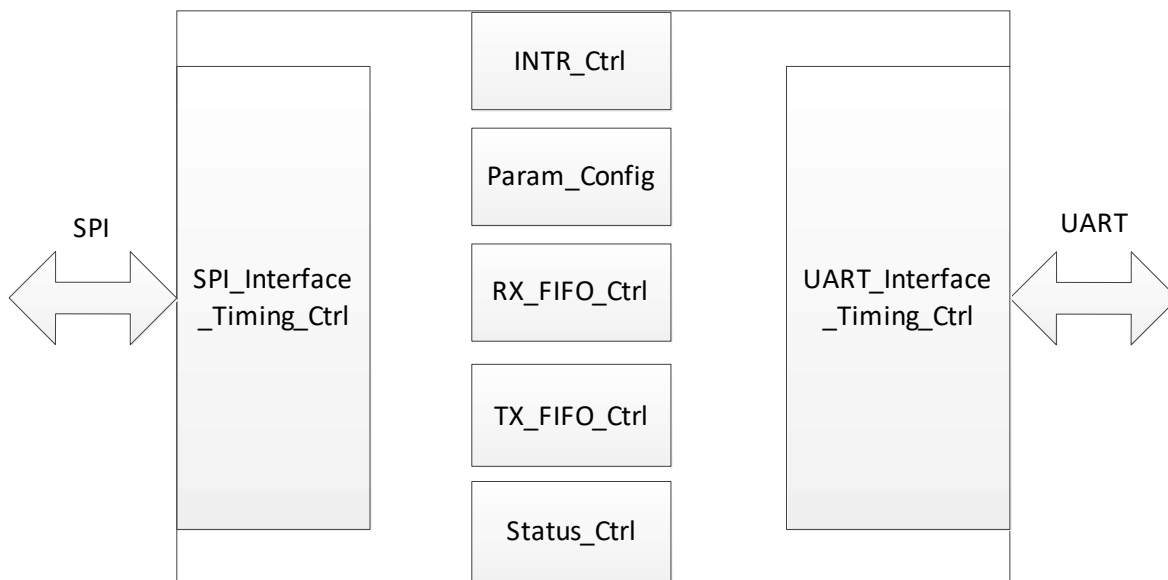 INTR_Ctrl
Param_Config
SPI
UART
SPI_Interface
_Timing_Ctrl
RX_FIFO_Ctrl
UART_Interface
_Timing_Ctrl
TX_FIFO_Ctrl
Status_Ctrl